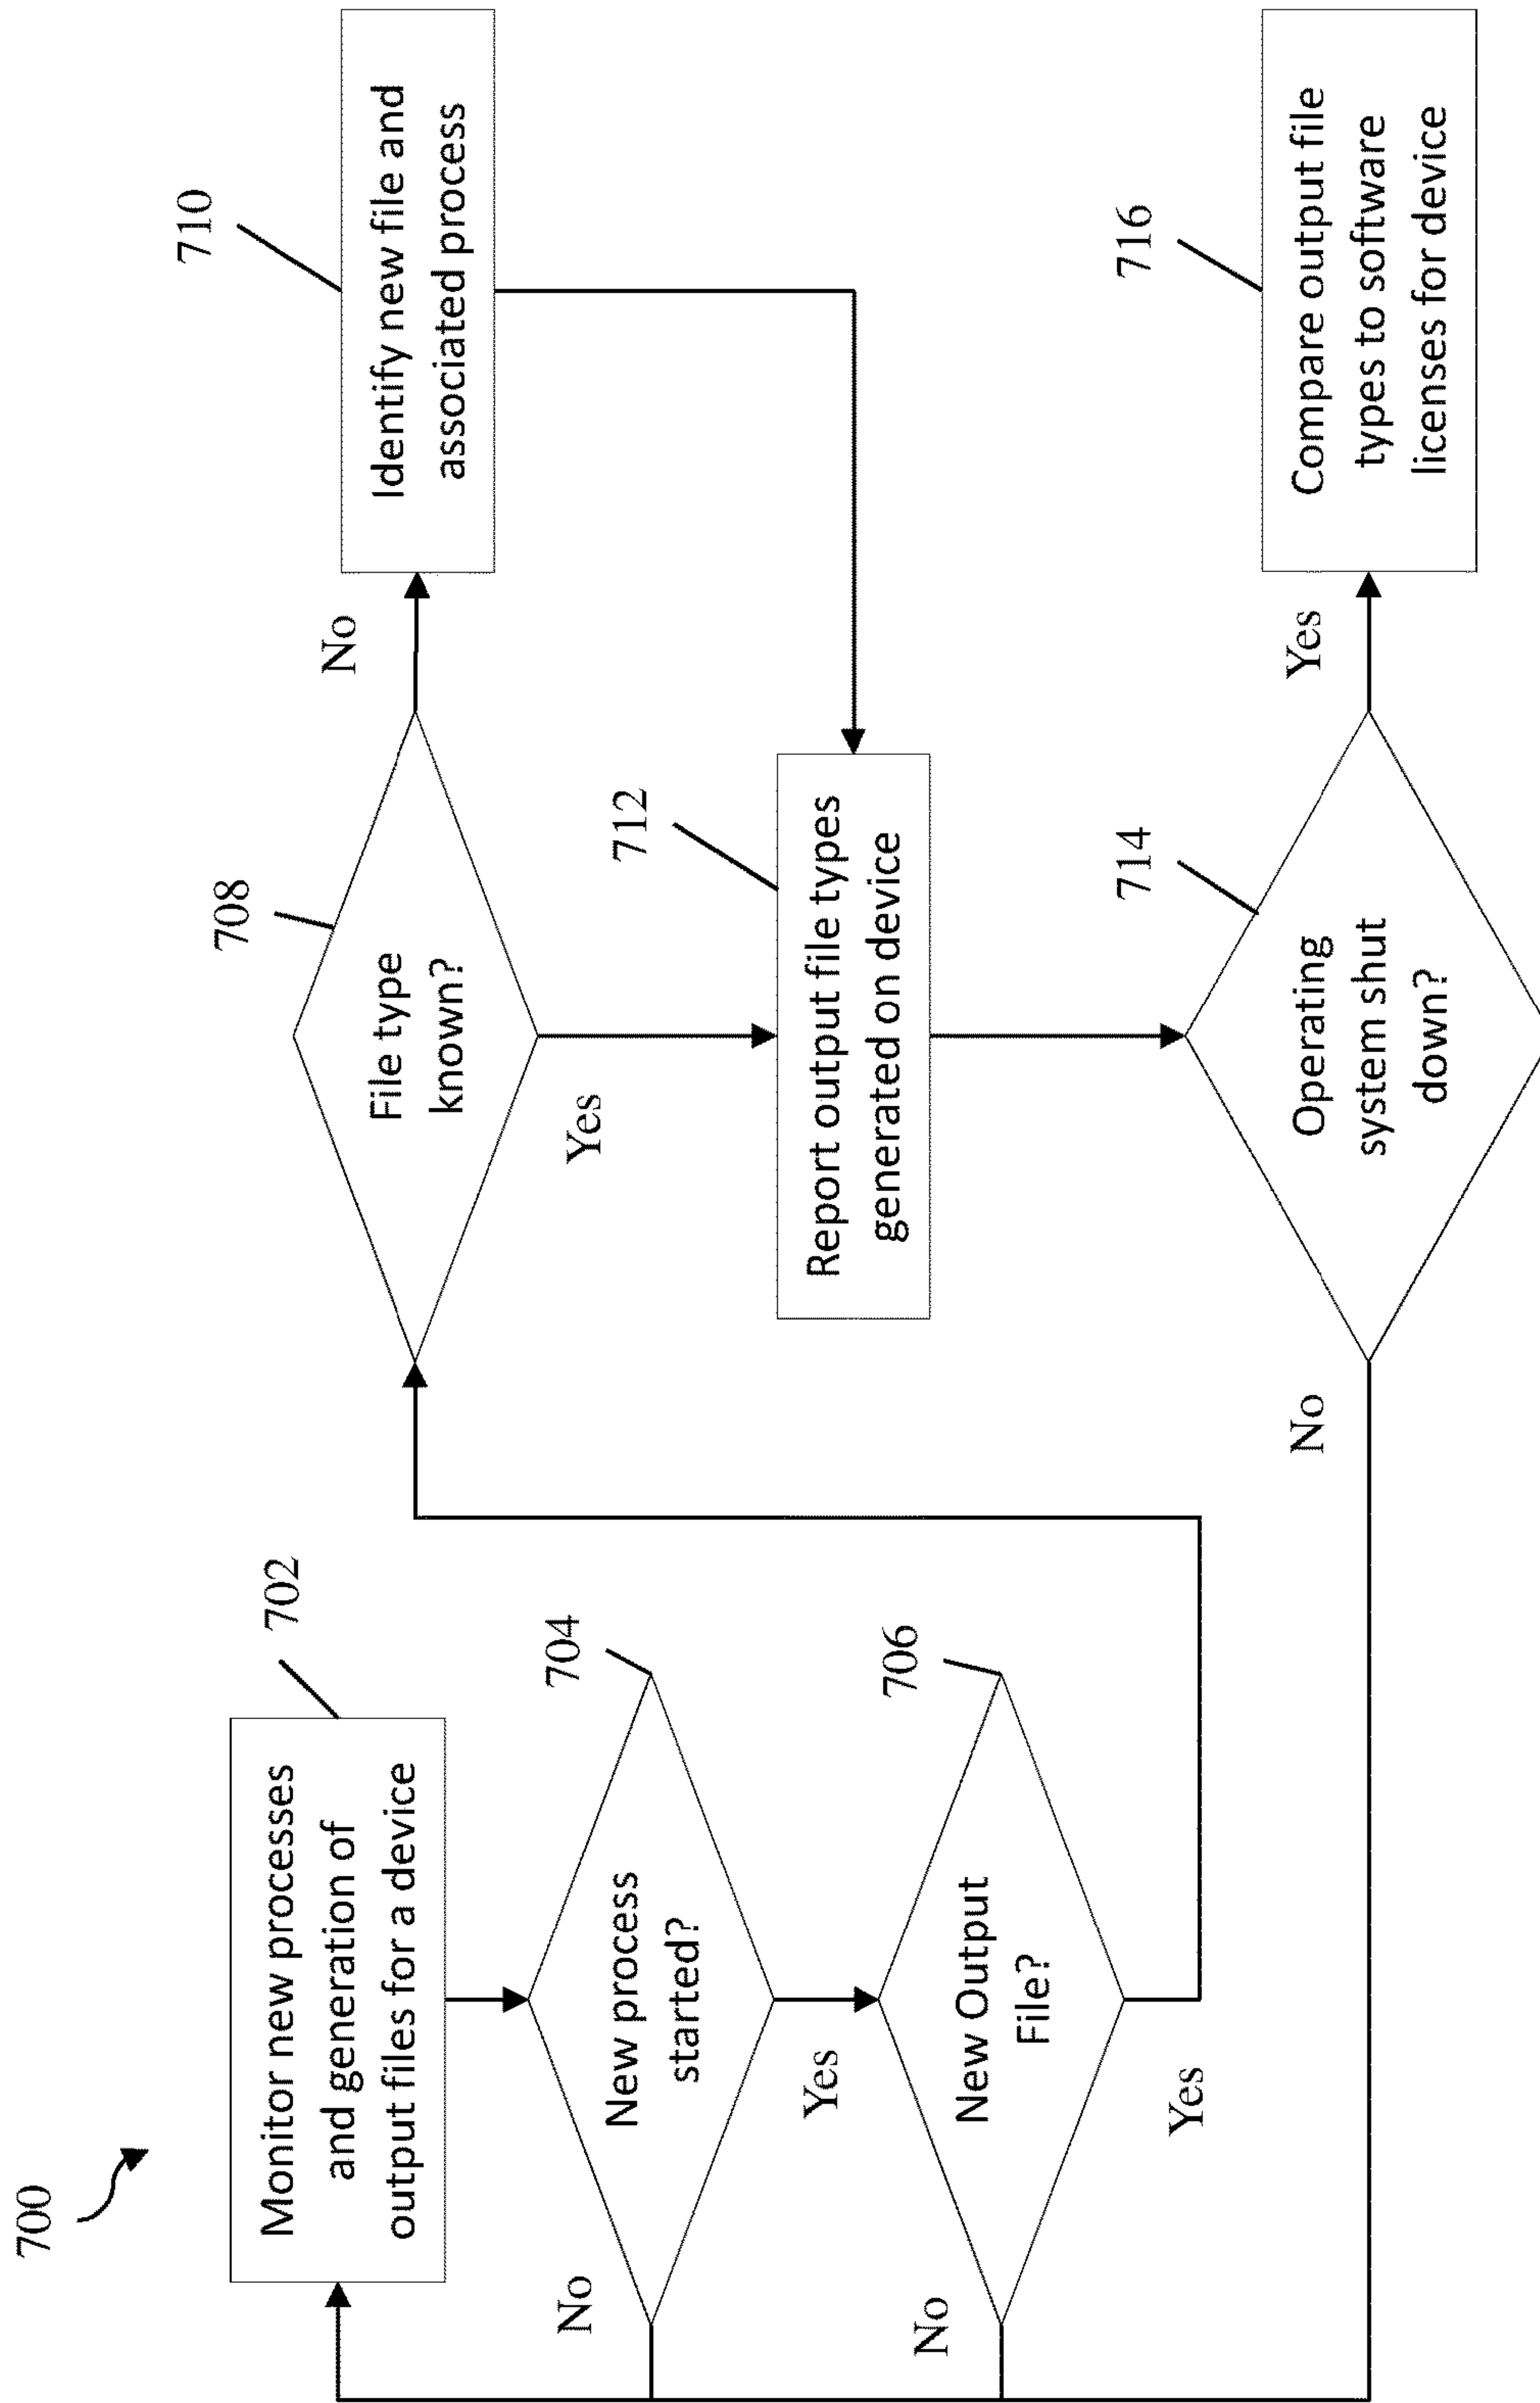 700
702
Monitor new processes
and generation of
output files for a device
704
New process
started?
No
Yes
706
New Output
File?
No
Yes
708
File type
known?
No
Yes
710
Identify new file and
associated process
712
Report output file types
generated on device
714
Operating
system shut
down?
No
Yes
716
Compare output file
types to software
licenses for device